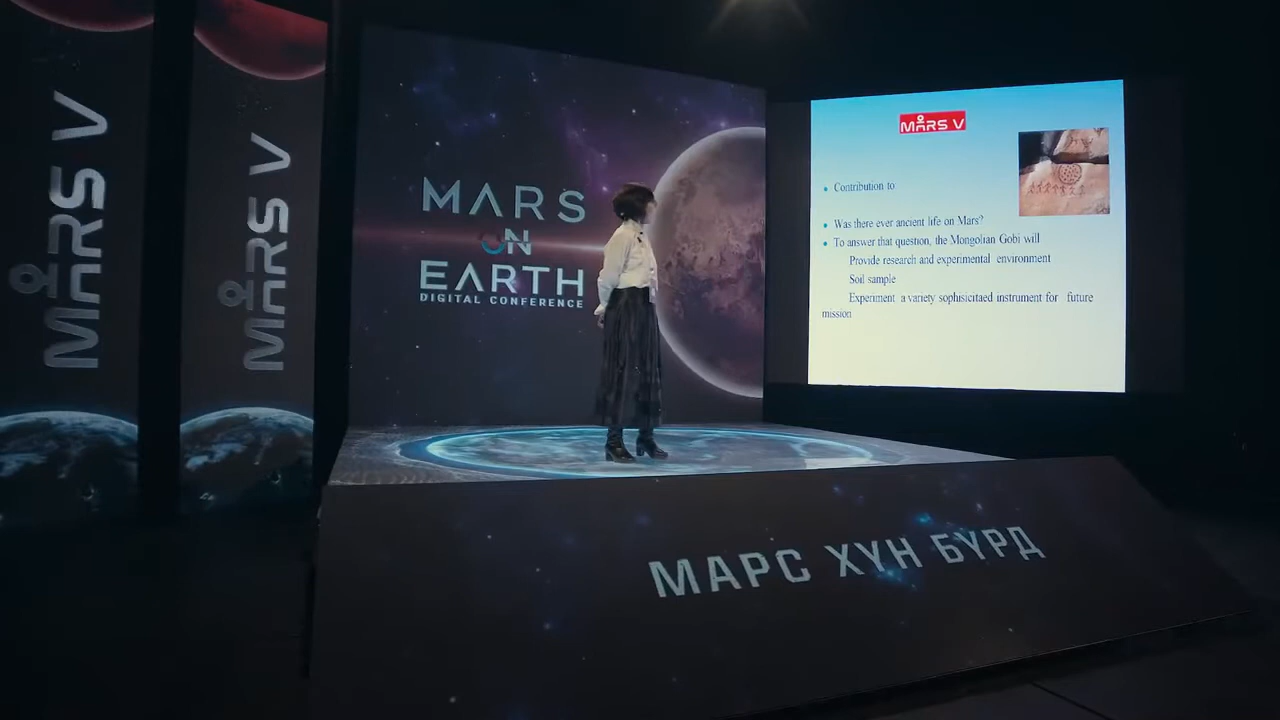 MARS V
MARS V
MARS
ON
EARTH
DIGITAL CONFERENCE
MARS V
• Contribution to
• Was there ever ancient life on Mars?
• To answer that question, the Mongolian Gobi will
Provide research and experimental environment
Soil sample
Experiment a variety sophisicitaed instrument for future
mission
МАРС ХҮН БҮРД